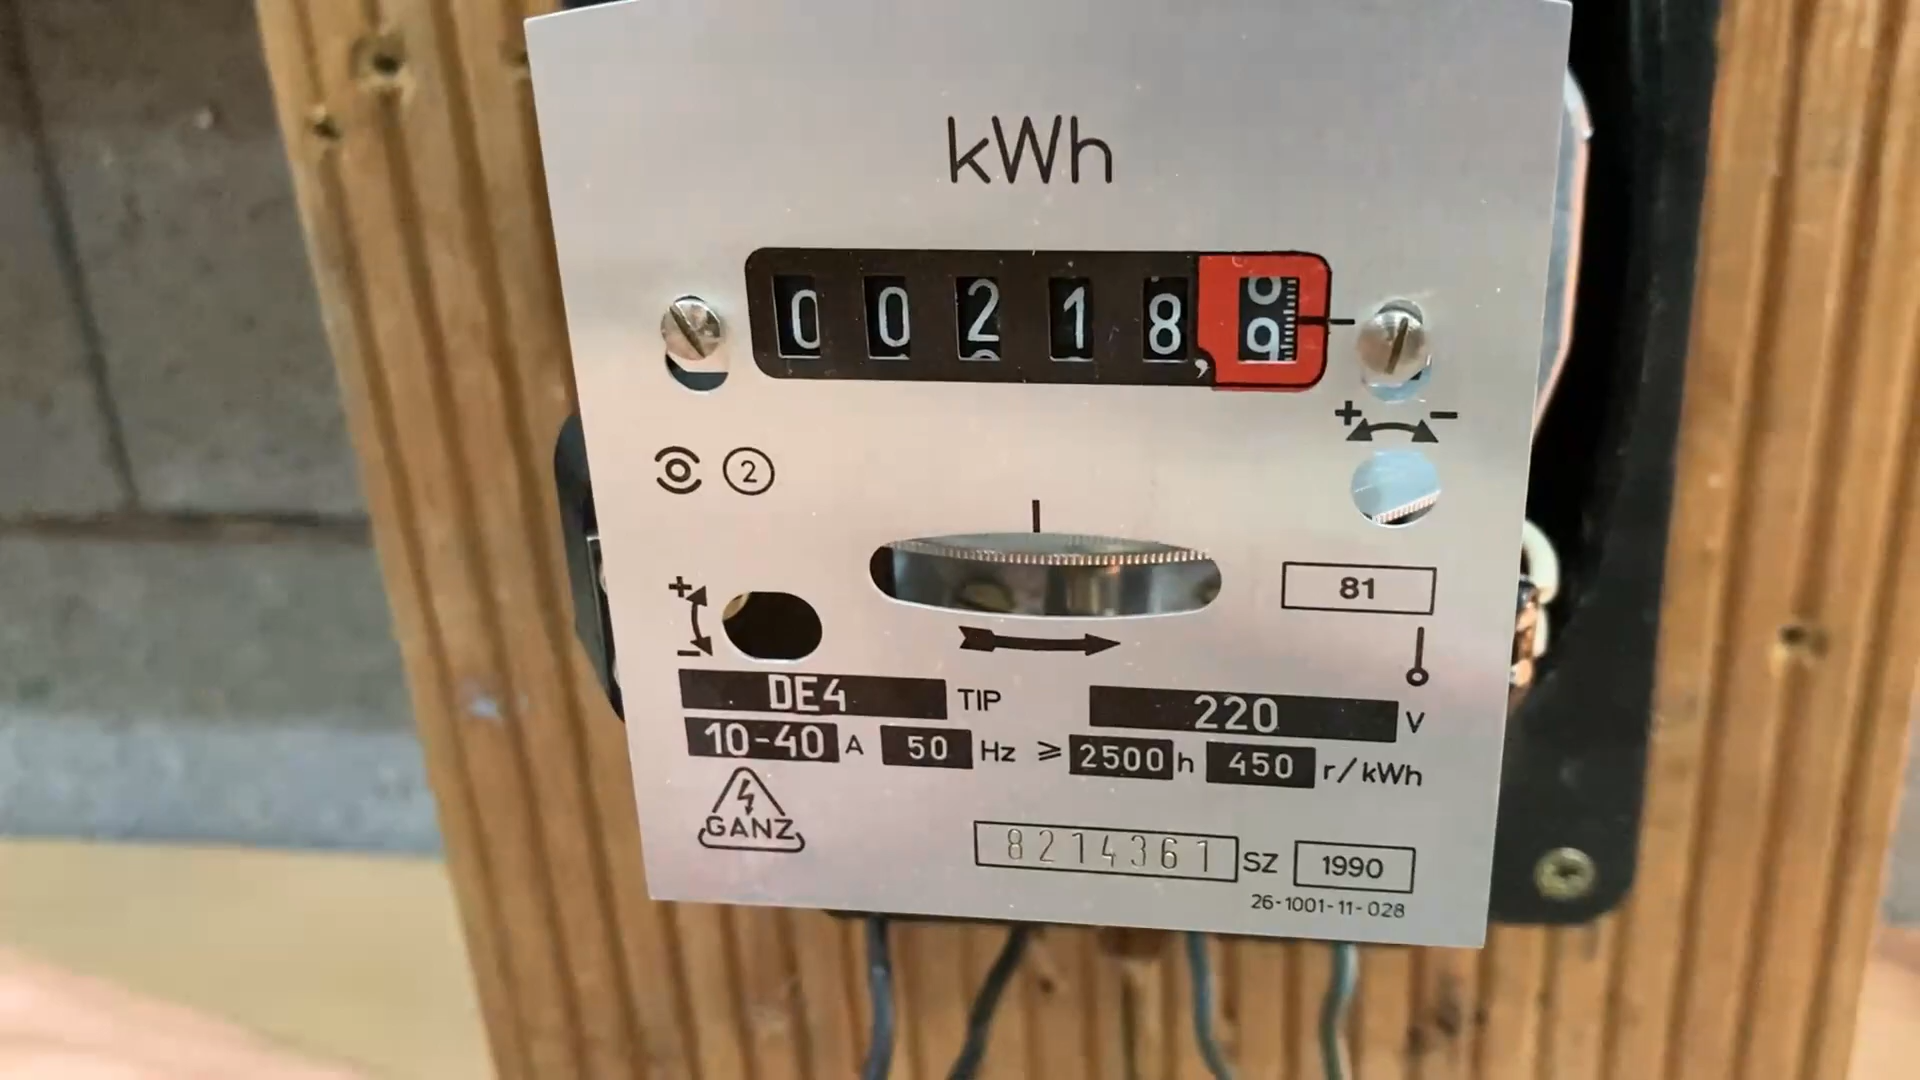 kWh
0 0 2 1 8 , 9
+ -
2
81
+
-
DE4 TIP 220 V
10-40 A 50 Hz ≥ 2500 h 450 r/kWh
GANZ
8214361 SZ 1990
26-1001-11-028